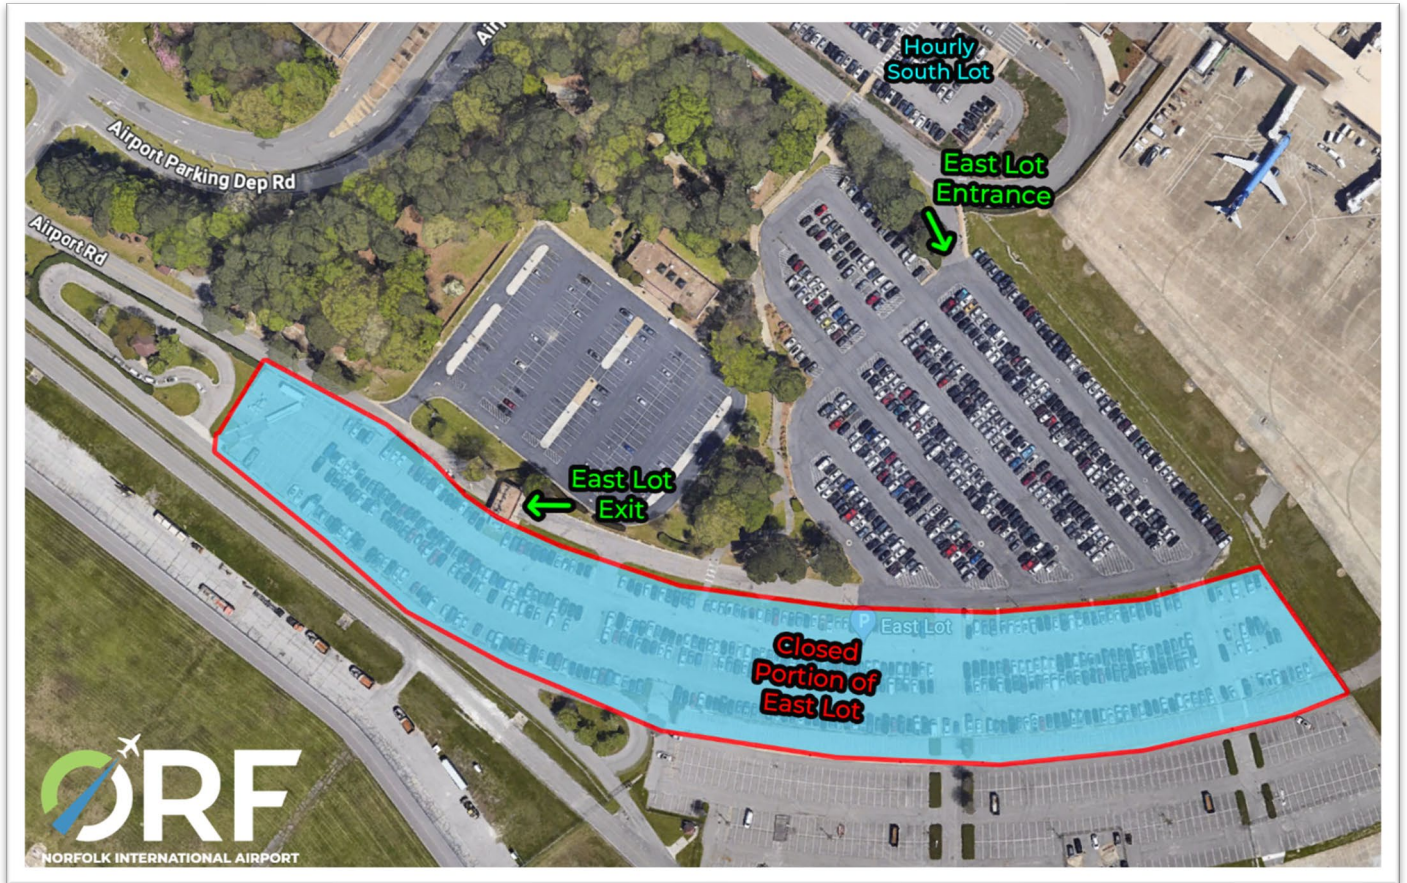 Air
Hourly
South Lot
East Lot
Entrance
Airport Parking Dep Rd
Airport Rd
East Lot
Exit
P East Lot
Closed
Portion of
East Lot
ORF
NORFOLK INTERNATIONAL AIRPORT